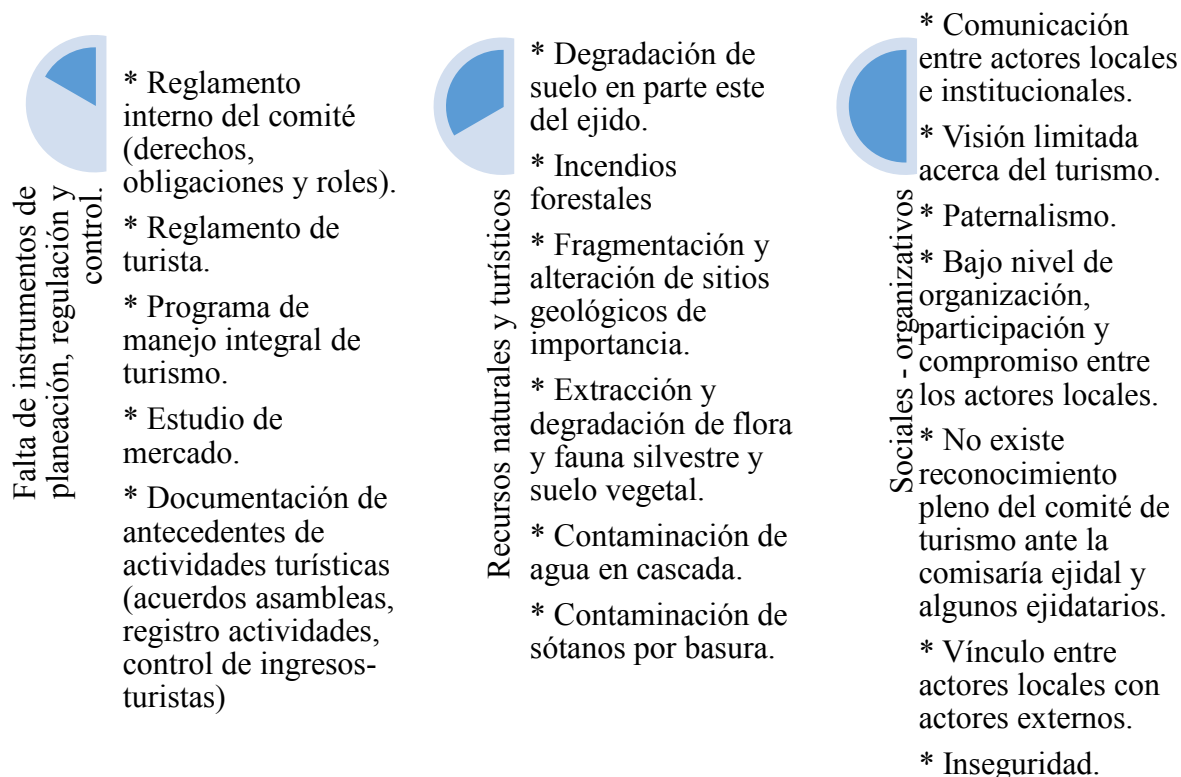 Falta de instrumentos de
planeación, regulación y
control.
* Reglamento
interno del comité
(derechos,
obligaciones y roles).
* Reglamento de
turista.
* Programa de
manejo integral de
turismo.
* Estudio de
mercado.
* Documentación de
antecedentes de
actividades turísticas
(acuerdos asambleas,
registro actividades,
control de ingresos-
turistas)
Recursos naturales y turísticos
* Degradación de
suelo en parte este
del ejido.
* Incendios
forestales
* Fragmentación y
alteración de sitios
geológicos de
importancia.
* Extracción y
degradación de flora
y fauna silvestre y
suelo vegetal.
* Contaminación de
agua en cascada.
* Contaminación de
sótanos por basura.
Sociales - organizativos
* Comunicación
entre actores locales
e institucionales.
* Visión limitada
acerca del turismo.
* Paternalismo.
* Bajo nivel de
organización,
participación y
compromiso entre
los actores locales.
* No existe
reconocimiento
pleno del comité de
turismo ante la
comisaría ejidal y
algunos ejidatarios.
* Vínculo entre
actores locales con
actores externos.
* Inseguridad.